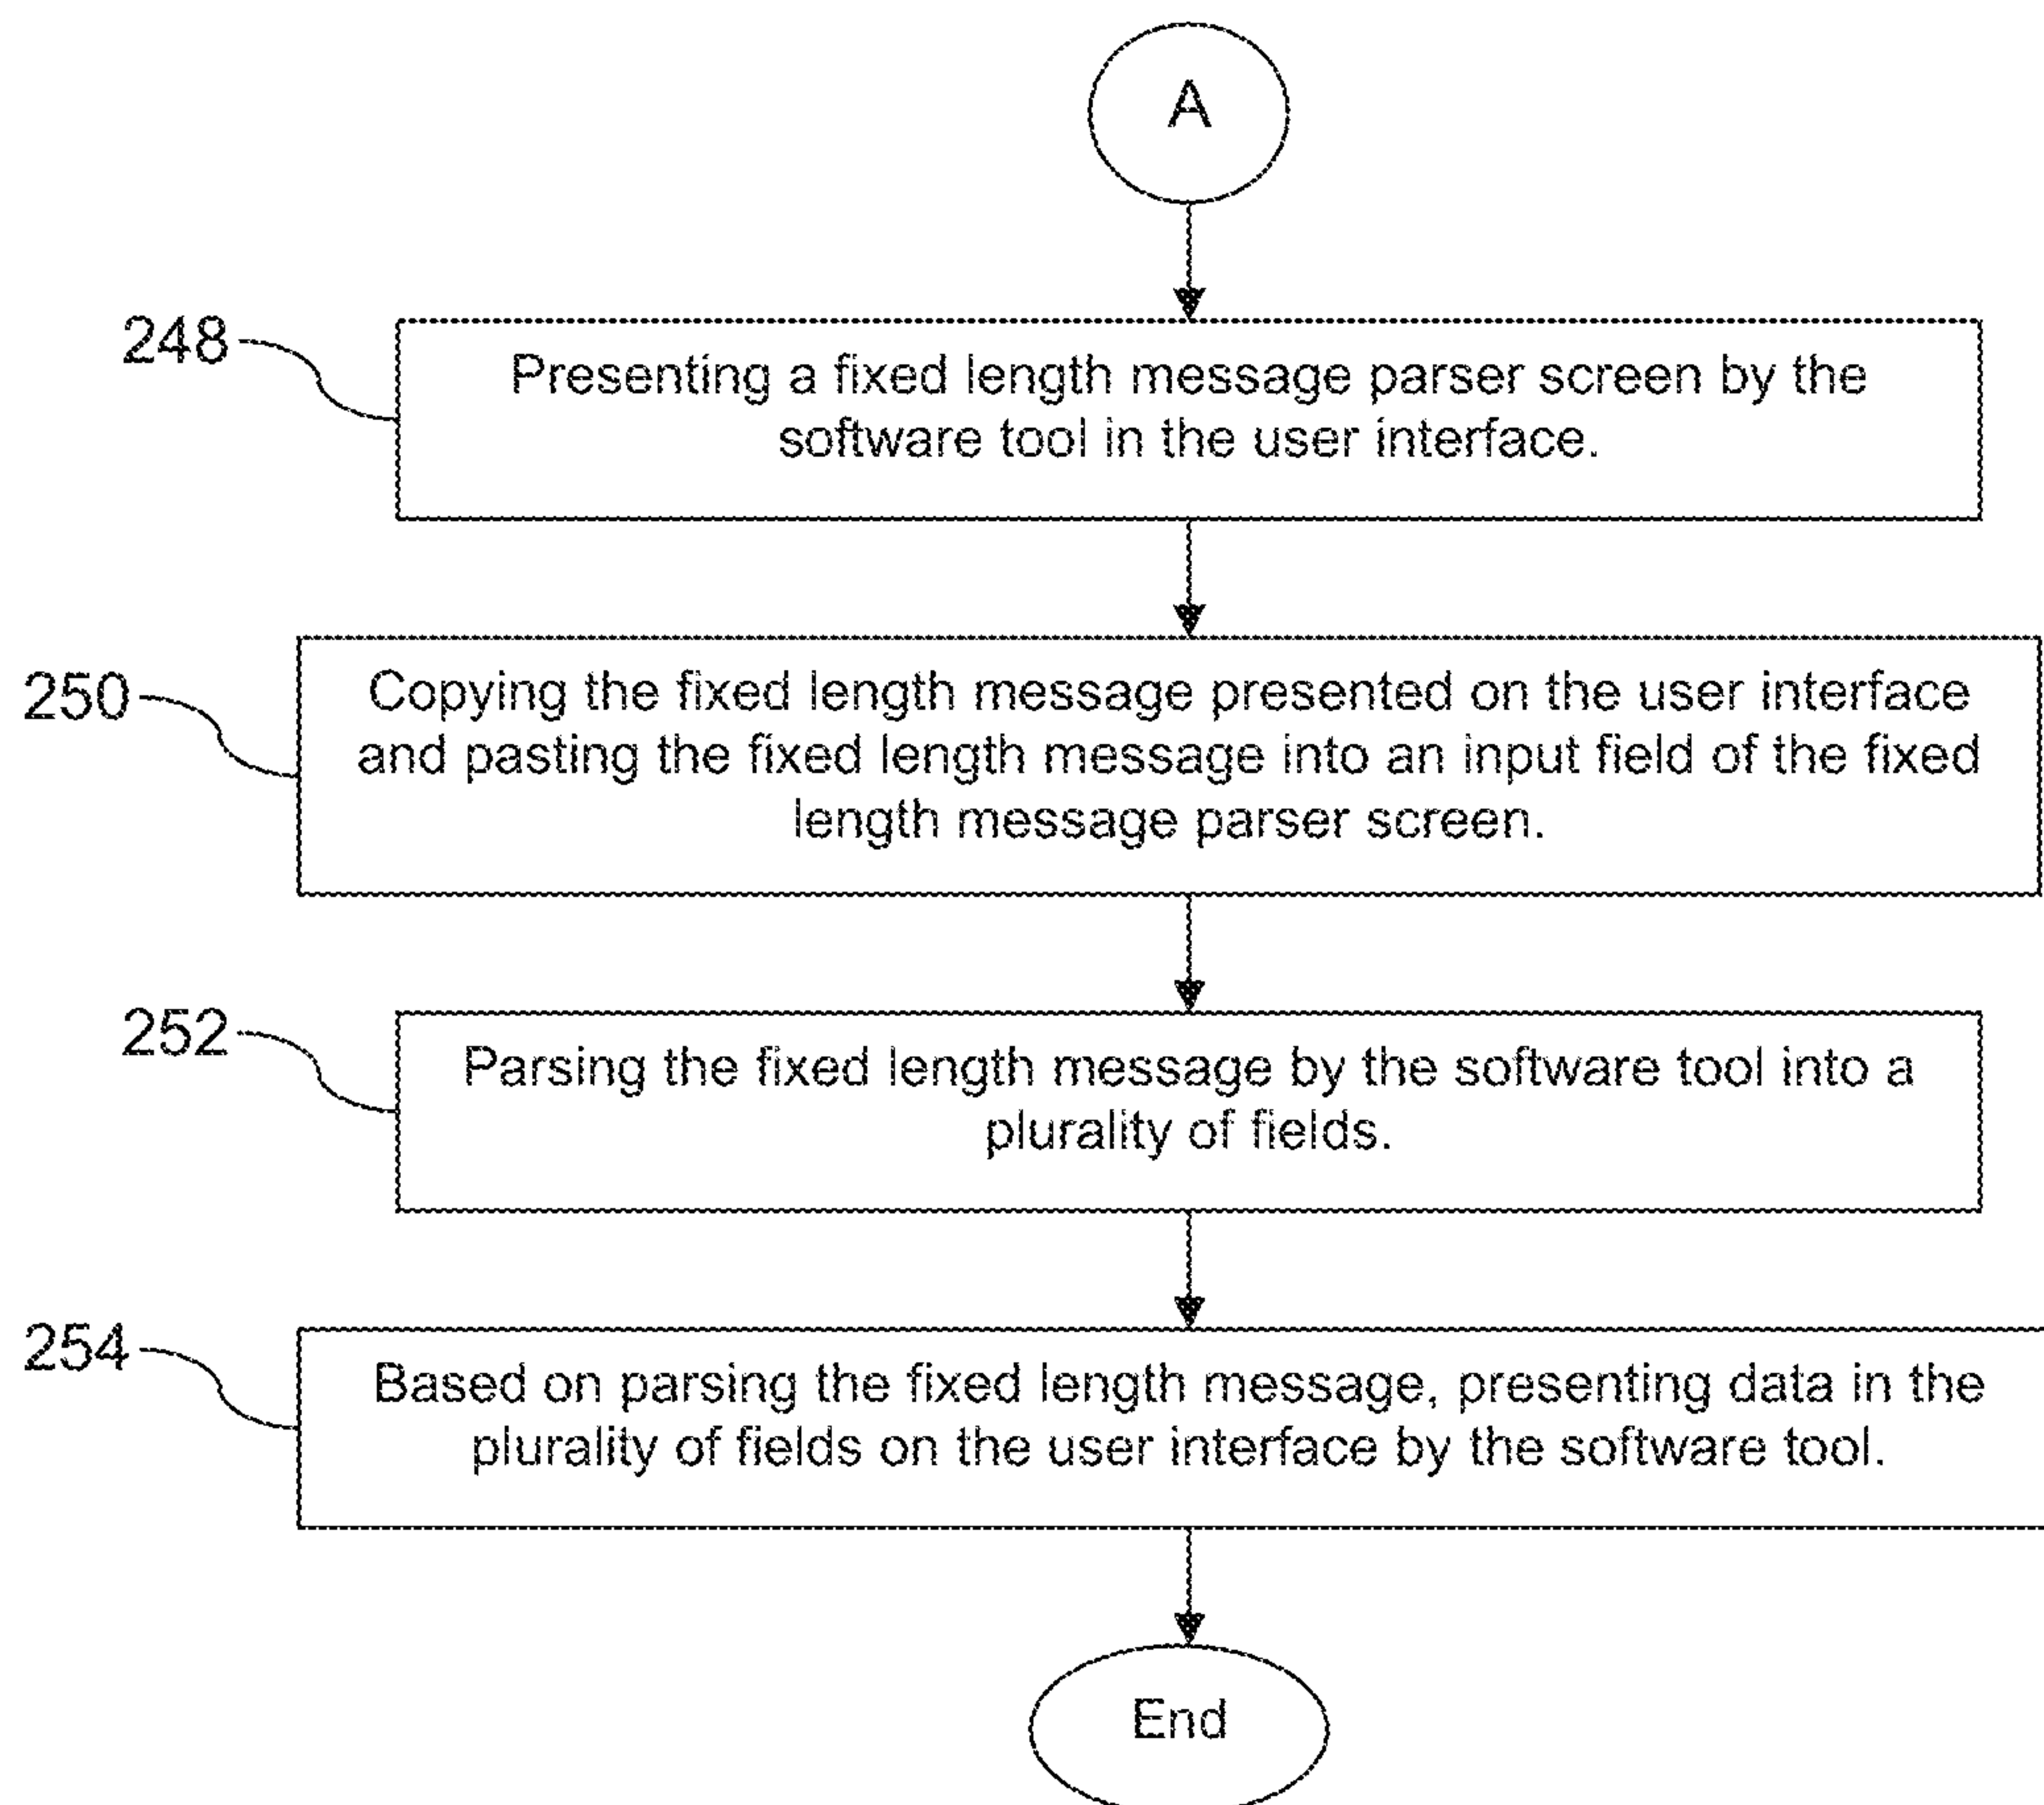 A
248
Presenting a fixed length message parser screen by the
software tool in the user interface.
250
Copying the fixed length message presented on the user interface
and pasting the fixed length message into an input field of the fixed
length message parser screen.
252
Parsing the fixed length message by the software tool into a
plurality of fields.
254
Based on parsing the fixed length message, presenting data in the
plurality of fields on the user interface by the software tool.
End